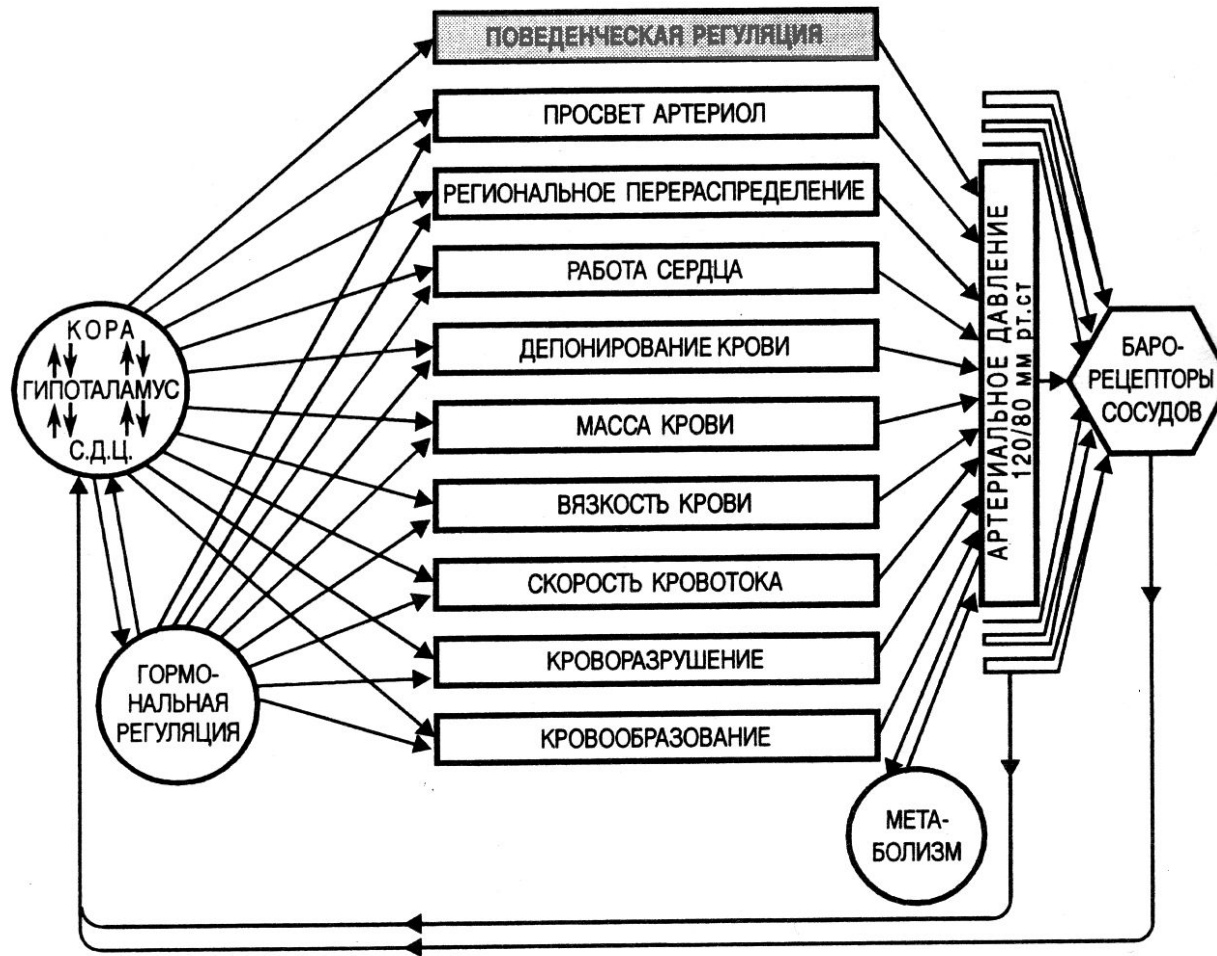 ПОВЕДЕНЧЕСКАЯ РЕГУЛЯЦИЯ
ПРОСВЕТ АРТЕРИОЛ
РЕГИОНАЛЬНОЕ ПЕРЕРАСПРЕДЕЛЕНИЕ
РАБОТА СЕРДЦА
ДЕПОНИРОВАНИЕ КРОВИ
МАССА КРОВИ
ВЯЗКОСТЬ КРОВИ
СКОРОСТЬ КРОВОТОКА
КРОВОРАЗРУШЕНИЕ
КРОВООБРАЗОВАНИЕ
КОРА
ГИПОТАЛАМУС
С.Д.Ц.
ГОРМО-
НАЛЬНАЯ
РЕГУЛЯЦИЯ
АРТЕРИАЛЬНОЕ ДАВЛЕНИЕ
120/80 мм рт.ст
БАРО-
РЕЦЕПТОРЫ
СОСУДОВ
МЕТА-
БОЛИЗМ